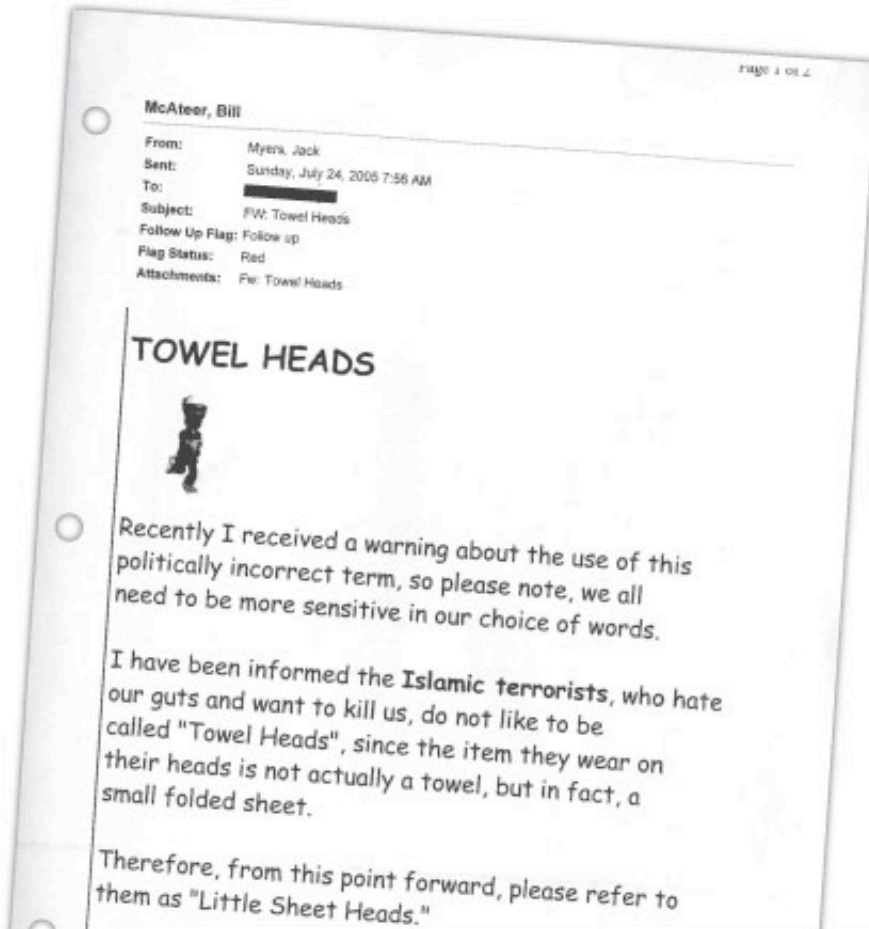 Page 1 of 2
McAteer, Bill
From: Myers, Jack
Sent: Sunday, July 24, 2005 7:56 AM
To:
Subject: FW: Towel Heads
Follow Up Flag: Follow up
Flag Status: Red
Attachments: Fw: Towel Heads
TOWEL HEADS
Recently I received a warning about the use of this
politically incorrect term, so please note, we all
need to be more sensitive in our choice of words.
I have been informed the Islamic terrorists, who hate
our guts and want to kill us, do not like to be
called "Towel Heads", since the item they wear on
their heads is not actually a towel, but in fact, a
small folded sheet.
Therefore, from this point forward, please refer to
them as "Little Sheet Heads."